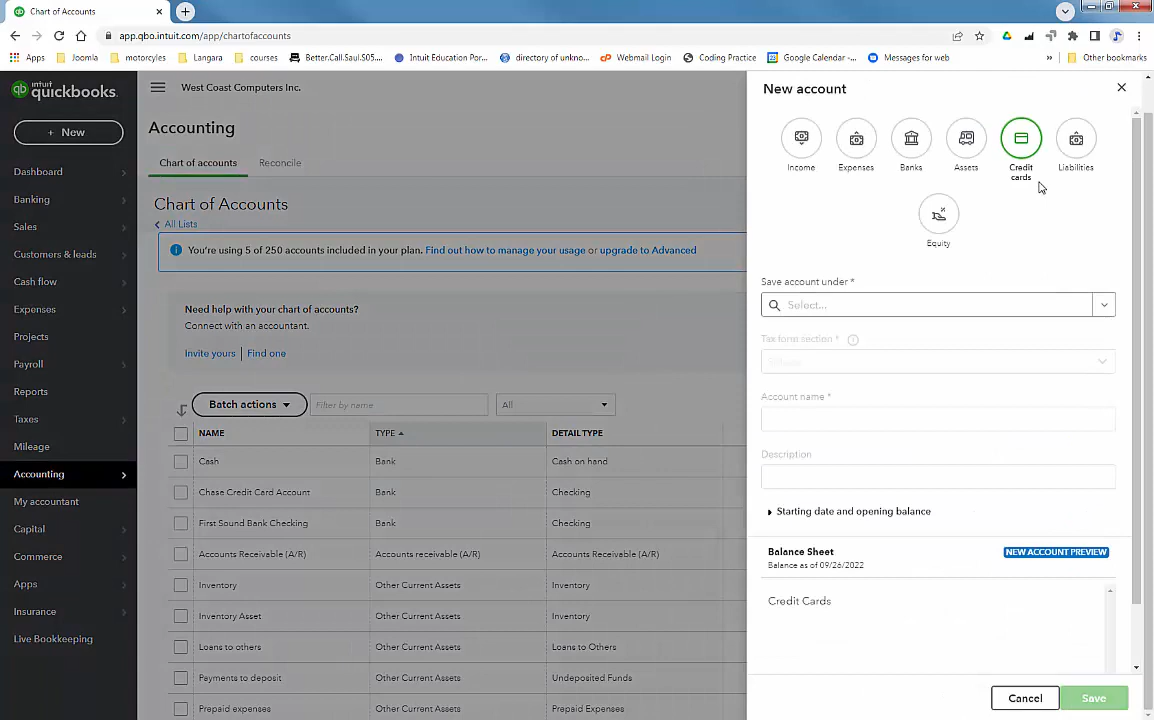 Chart of Accounts
app.qbo.intuit.com/app/chartofaccounts
Apps
Joomla
motorcyles
Langara
courses
Better.Call.Saul.S05....
Intuit Education Por...
directory of unkno...
Webmail Login
Coding Practice
Google Calendar -...
Messages for web
»
Other bookmarks
qb intuit quickbooks.
West Coast Computers Inc.
+ New
Dashboard
Banking
Sales
Customers & leads
Cash flow
Expenses
Projects
Payroll
Reports
Taxes
Mileage
Accounting
My accountant
Capital
Commerce
Apps
Insurance
Live Bookkeeping
Accounting
Chart of accounts
Reconcile
Chart of Accounts
All Lists
You're using 5 of 250 accounts included in your plan. Find out how to manage your usage or upgrade to Advanced
Need help with your chart of accounts?
Connect with an accountant.
Invite yours
Find one
Batch actions
Filter by name
All
NAME TYPE DETAIL TYPE
Cash Bank Cash on hand
Chase Credit Card Account Bank Checking
First Sound Bank Checking Bank Checking
Accounts Receivable (A/R) Accounts receivable (A/R) Accounts Receivable (A/R)
Inventory Other Current Assets Inventory
Inventory Asset Other Current Assets Inventory
Loans to others Other Current Assets Loans to Others
Payments to deposit Other Current Assets Undeposited Funds
Prepaid expenses Other Current Assets Prepaid Expenses
New account
Income
Expenses
Banks
Assets
Credit
cards
Liabilities
Equity
Save account under *
Select...
Tax form section *
Account name *
Description
Starting date and opening balance
Balance Sheet
NEW ACCOUNT PREVIEW
Balance as of 09/26/2022
Credit Cards
Cancel
Save